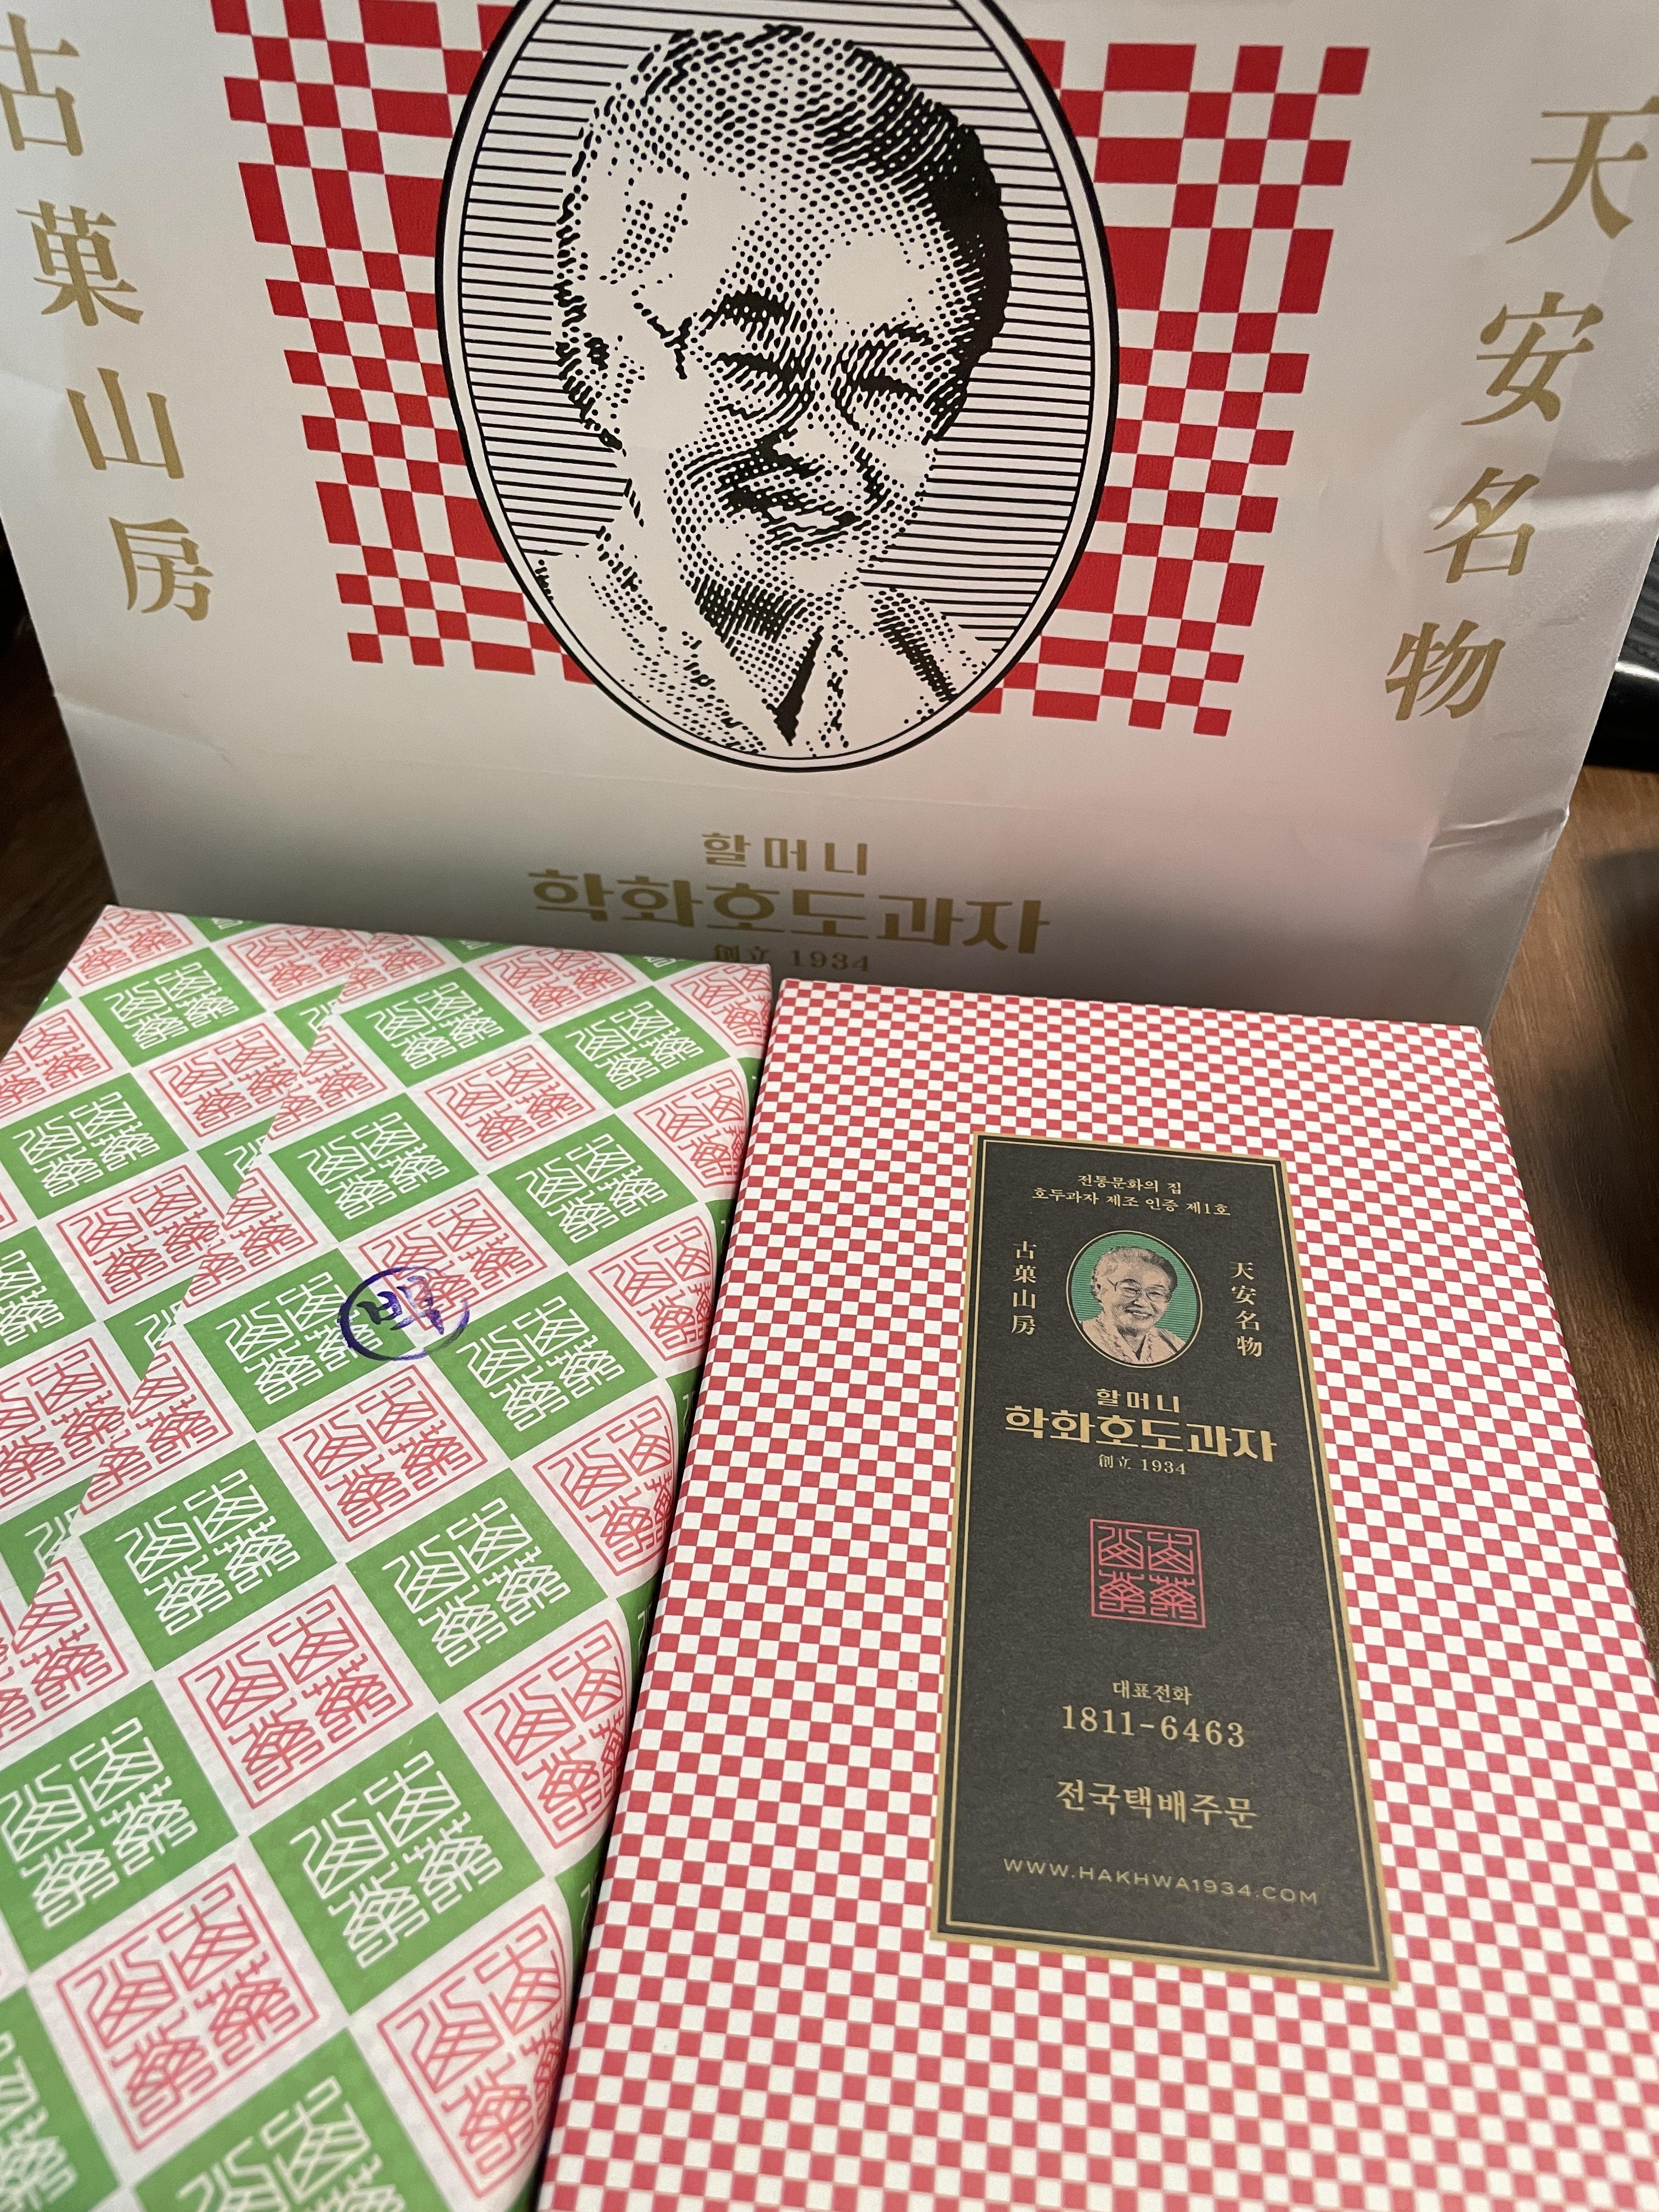 古菓山房
天安名物
할머니
학화호도과자
創立 1934
백
전통문화의 집
호두과자 제조 인증 제1호
古菓山房
天安名物
할머니
학화호도과자
創立 1934
대표전화
1811-6463
전국택배주문
WWW.HAKHWA1934.COM